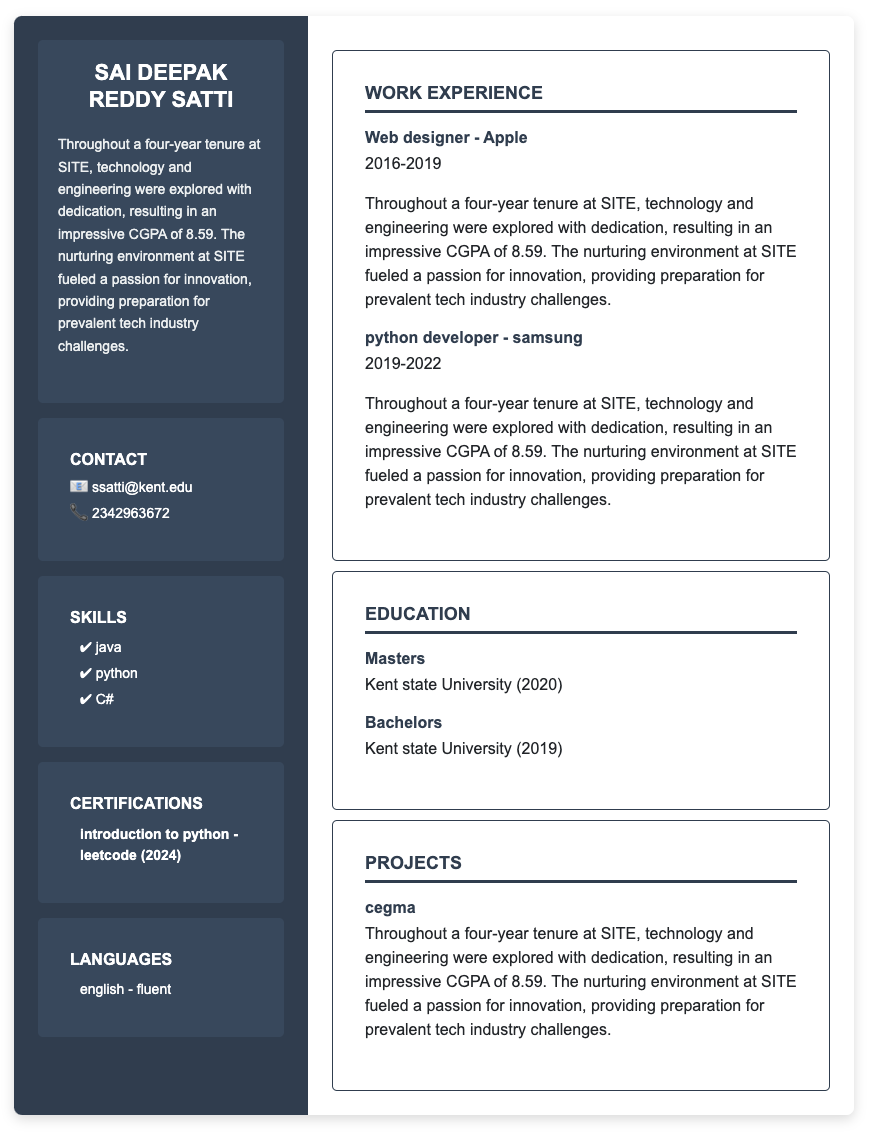 SAI DEEPAK
REDDY SATTI
Throughout a four-year tenure at
SITE, technology and
engineering were explored with
dedication, resulting in an
impressive CGPA of 8.59. The
nurturing environment at SITE
fueled a passion for innovation,
providing preparation for
prevalent tech industry
challenges.
CONTACT
📧 ssatti@kent.edu
📞 2342963672
SKILLS
✔ java
✔ python
✔ C#
CERTIFICATIONS
introduction to python -
leetcode (2024)
LANGUAGES
english - fluent
WORK EXPERIENCE
Web designer - Apple
2016-2019
Throughout a four-year tenure at SITE, technology and
engineering were explored with dedication, resulting in an
impressive CGPA of 8.59. The nurturing environment at SITE
fueled a passion for innovation, providing preparation for
prevalent tech industry challenges.
python developer - samsung
2019-2022
Throughout a four-year tenure at SITE, technology and
engineering were explored with dedication, resulting in an
impressive CGPA of 8.59. The nurturing environment at SITE
fueled a passion for innovation, providing preparation for
prevalent tech industry challenges.
EDUCATION
Masters
Kent state University (2020)
Bachelors
Kent state University (2019)
PROJECTS
cegma
Throughout a four-year tenure at SITE, technology and
engineering were explored with dedication, resulting in an
impressive CGPA of 8.59. The nurturing environment at SITE
fueled a passion for innovation, providing preparation for
prevalent tech industry challenges.